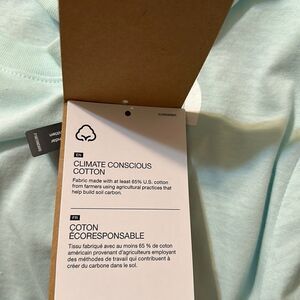 EN
CLIMATE CONSCIOUS
COTTON
Fabric made with at least 65% U.S. cotton
from farmers using agricultural practices that
help build soil carbon.
FR
COTON
ÉCORESPONSABLE
Tissu fabriqué avec au moins 65 % de coton
américain provenant d'agriculteurs employant
des méthodes de travail qui contribuent à
créer du carbone dans le sol.